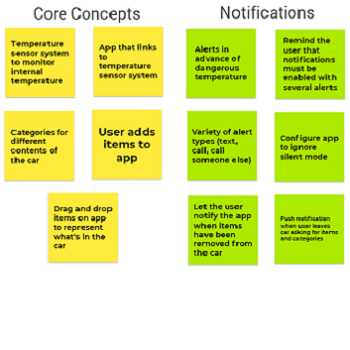 Core Concepts
Notifications
Temperature
sensor system
to monitor
internal
temperature
App that links
to
temperature
sensor system
Alerts in
advance of
dangerous
temperature
Remind the
user that
notifications
must be
enabled with
several alerts
Categories for
different
contents of
the car
User adds
items to
app
Variety of alert
types (text,
call, call
someone else)
Configure app
to ignore
silent mode
Drag and drop
items on app
to represent
what's in the
car
Let the user
notify the app
when items
have been
removed from
the car
Push notification
when user leaves
car asking for items
and categories